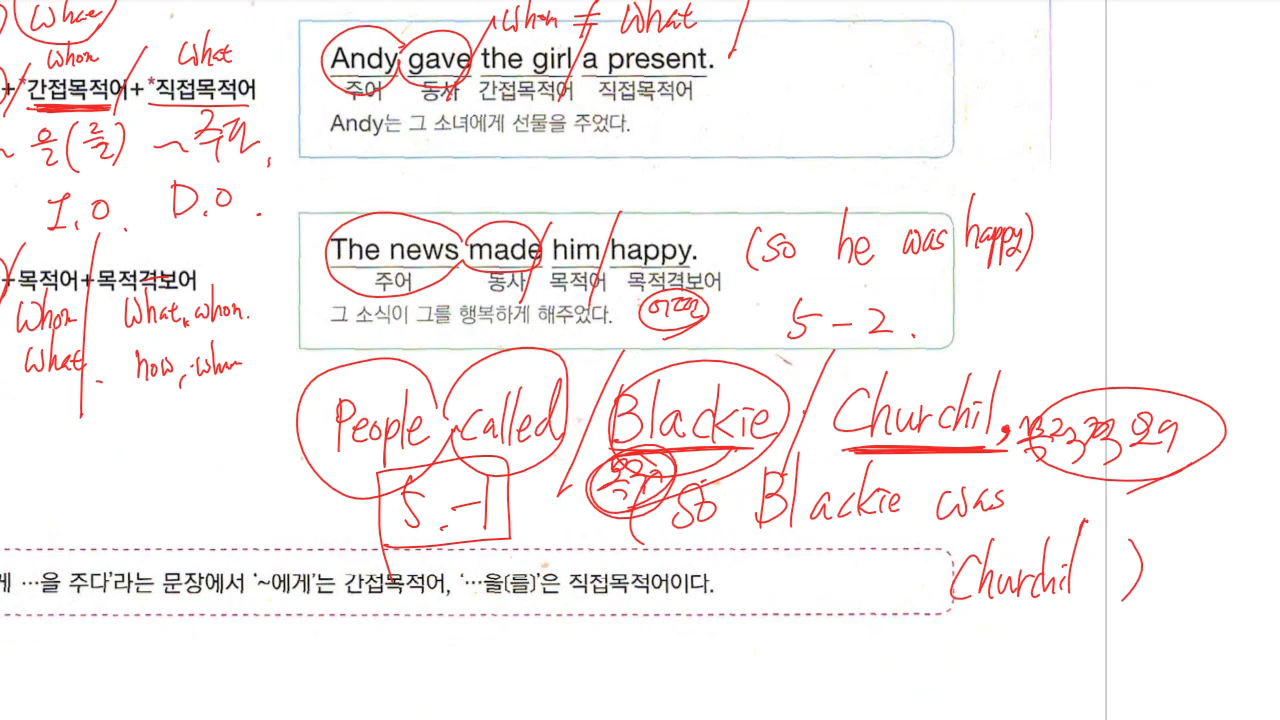 what
whom what
+*간접목적어+*직접목적어
~ 을(를) ~
I.O. D.O.
+목적어+목적격보어
whom what, whom.
what. how,
whom ≠ what
Andy gave the girl a present.
주어 동사 간접목적어 직접목적어
Andy는 그 소녀에게 선물을 주었다.
The news made him happy. (so he was happy)
주어 동사 목적어 목적격보어
그 소식이 그를 행복하게 해주었다. 5-2.
People called Blackie Churchil,
5.-1 (so Blackie was
Churchil)
게 …을 주다’라는 문장에서 ‘~에게’는 간접목적어, ‘…을(를)’은 직접목적어이다.